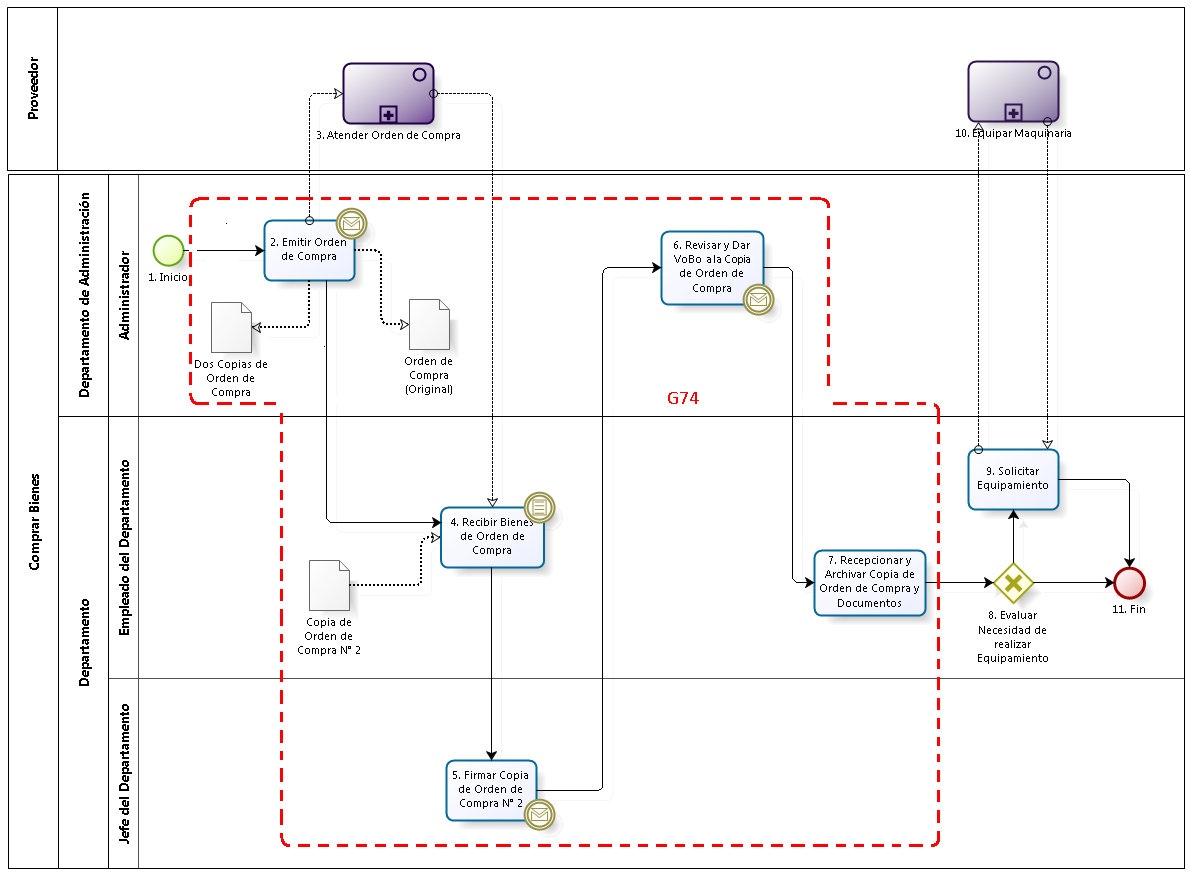 Proveedor
3. Atender Orden de Compra
10. Equipar Maquinaria
Comprar Bienes
Departamento de Administración
Administrador
1. Inicio
2. Emitir Orden
de Compra
Dos Copias de
Orden de
Compra
Orden de
Compra
(Original)
6. Revisar y Dar
VoBo a la Copia
de Orden de
Compra
G74
Departamento
Empleado del Departamento
4. Recibir Bienes
de Orden de
Compra
Copia de
Orden de
Compra N° 2
7. Recepcionar y
Archivar Copia de
Orden de Compra y
Documentos
8. Evaluar
Necesidad de
realizar
Equipamiento
9. Solicitar
Equipamiento
11. Fin
Jefe del Departamento
5. Firmar Copia
de Orden de
Compra N° 2